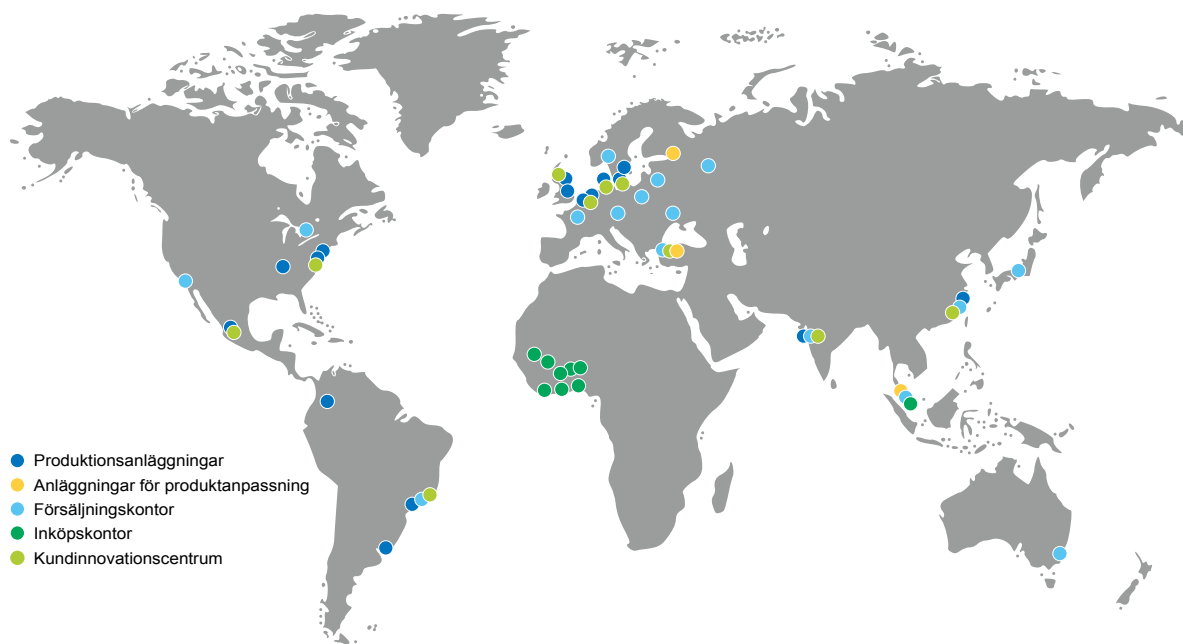 Produktionsanläggningar
Anläggningar för produktanpassning
Försäljningskontor
Inköpskontor
Kundinnovationscentrum